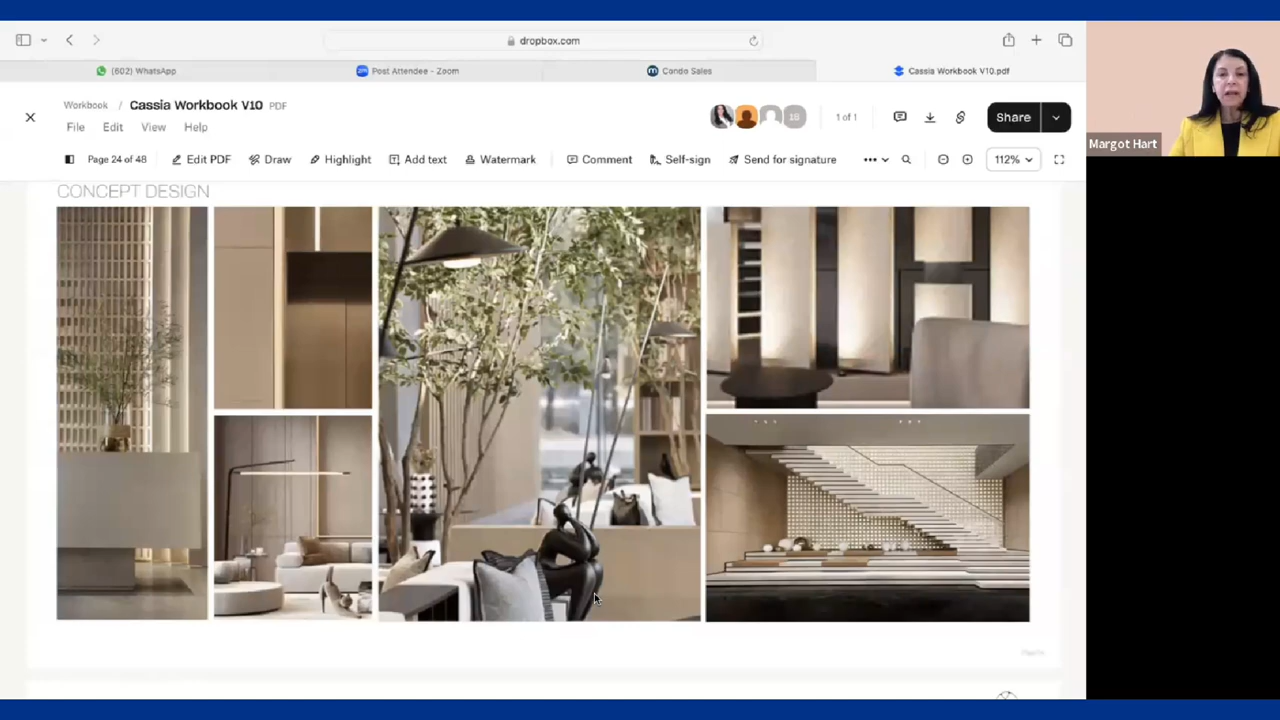 dropbox.com
(602) WhatsApp
Post Attendee - Zoom
Condo Sales
Cassia Workbook V10.pdf
Workbook / Cassia Workbook V10 PDF
18
1 of 1
Share
File Edit View Help
Page 24 of 48
Edit PDF
Draw
Highlight
Add text
Watermark
Comment
Self-sign
Send for signature
112%
Margot Hart
CONCEPT DESIGN